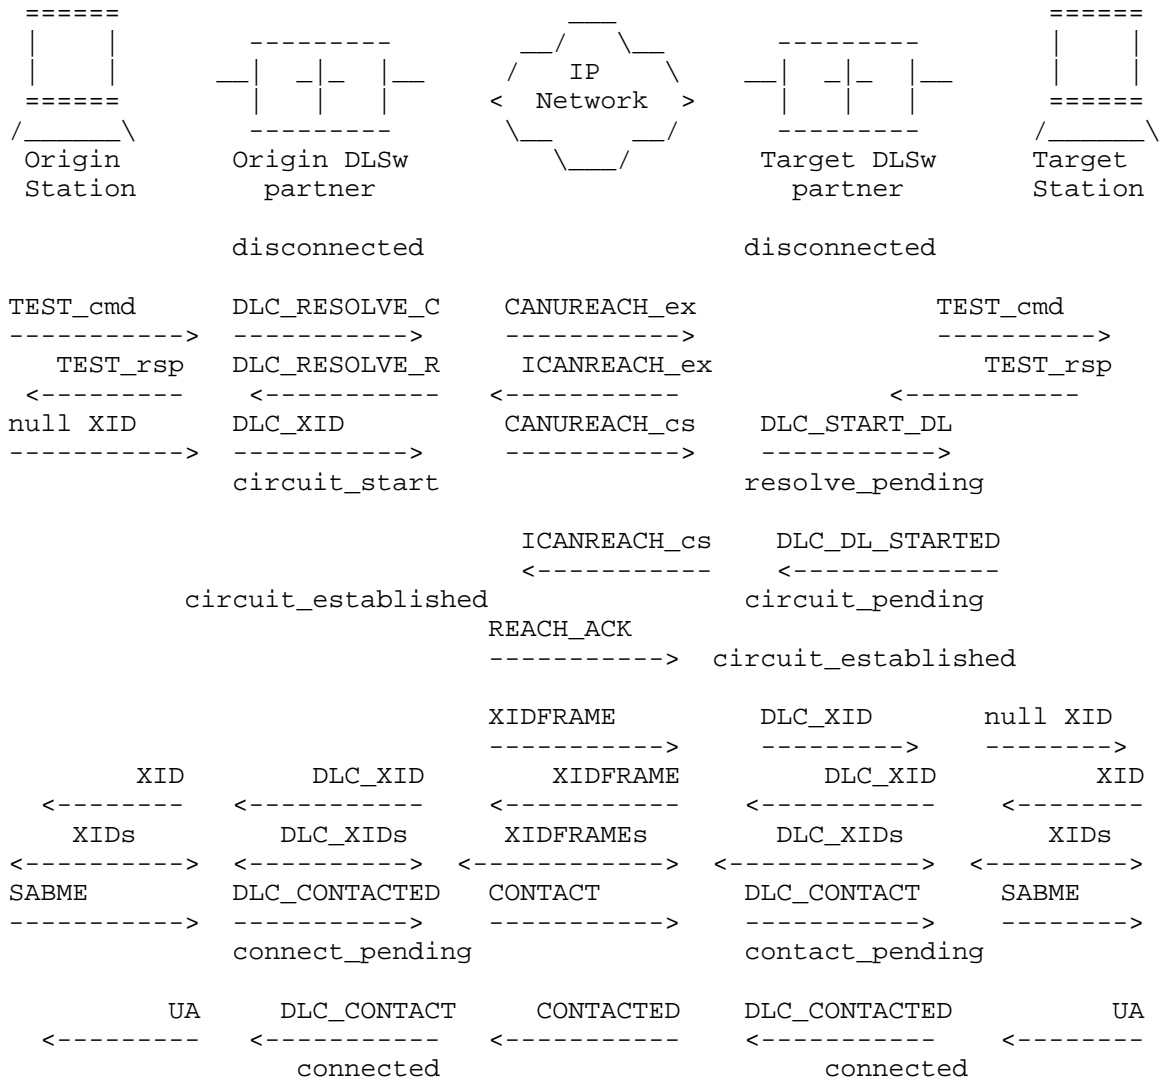 IP
Network
Origin Origin DLSw Target DLSw Target
Station partner partner Station
disconnected disconnected
TEST_cmd DLC_RESOLVE_C CANUREACH_ex TEST_cmd
TEST_rsp DLC_RESOLVE_R ICANREACH_ex TEST_rsp
null XID DLC_XID CANUREACH_cs DLC_START_DL
circuit_start resolve_pending
ICANREACH_cs DLC_DL_STARTED
circuit_established circuit_pending
REACH_ACK
circuit_established
XIDFRAME DLC_XID null XID
XID DLC_XID XIDFRAME DLC_XID XID
XIDs DLC_XIDs XIDFRAMEs DLC_XIDs XIDs
SABME DLC_CONTACTED CONTACT DLC_CONTACT SABME
connect_pending contact_pending
UA DLC_CONTACT CONTACTED DLC_CONTACTED UA
connected connected